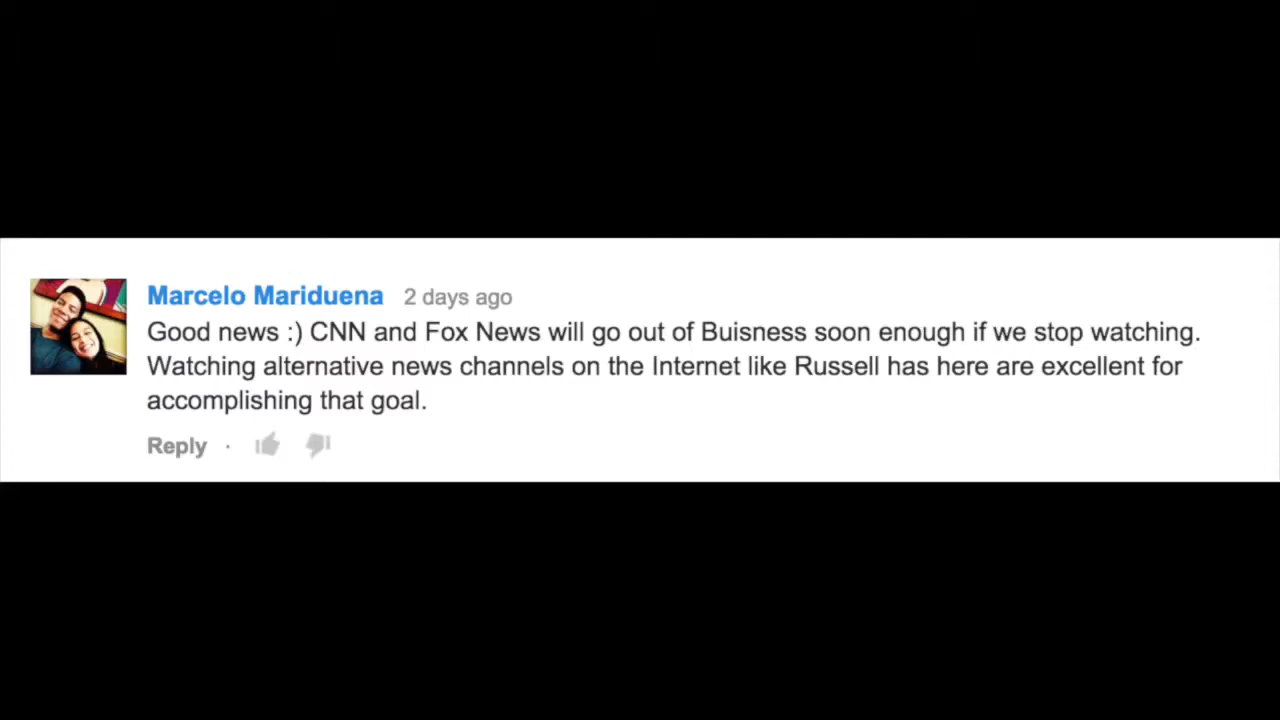 Marcelo Mariduena 2 days ago
Good news :) CNN and Fox News will go out of Buisness soon enough if we stop watching.
Watching alternative news channels on the Internet like Russell has here are excellent for
accomplishing that goal.
Reply ·